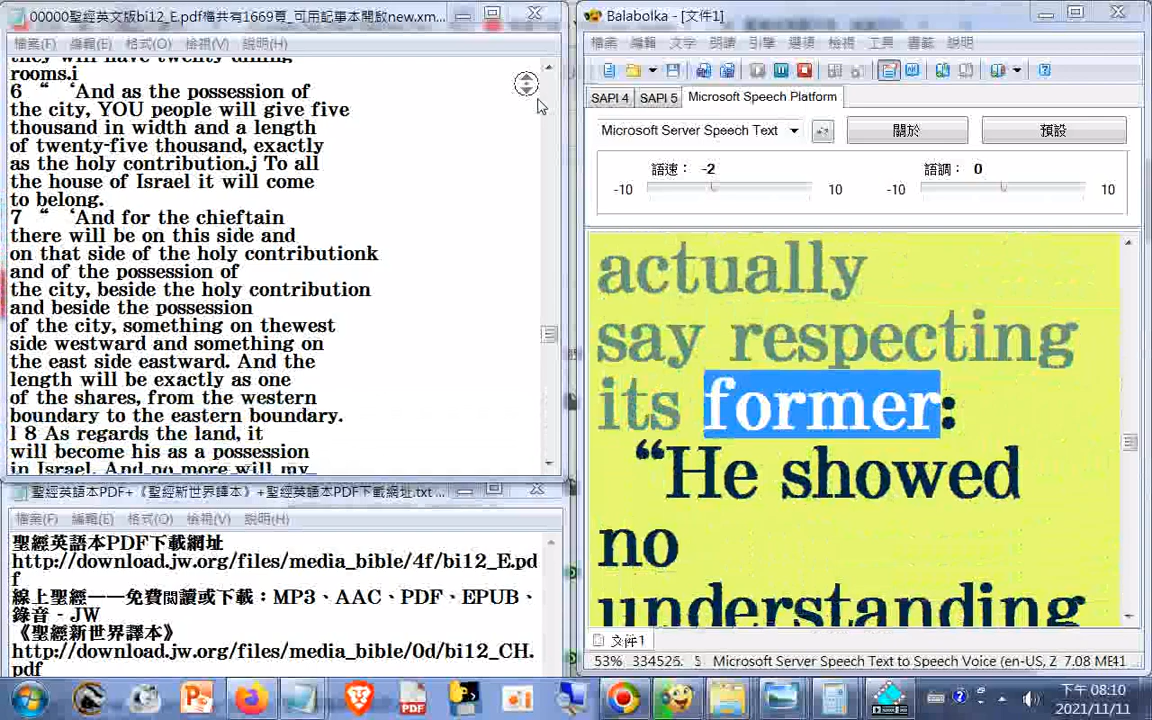 00000聖經英文版bi12_E.pdf檔共有1669頁_可用記事本開啟new.xm...
檔案(F) 編輯(E) 格式(O) 檢視(V) 說明(H)
they will have twenty dining
rooms.i
6 “ ‘And as the possession of
the city, YOU people will give five
thousand in width and a length
of twenty-five thousand, exactly
as the holy contribution.j To all
the house of Israel it will come
to belong.
7 “ ‘And for the chieftain
there will be on this side and
on that side of the holy contributionk
and of the possession of
the city, beside the holy contribution
and beside the possession
of the city, something on thewest
side westward and something on
the east side eastward. And the
length will be exactly as one
of the shares, from the western
boundary to the eastern boundary.
l 8 As regards the land, it
will become his as a possession
in Israel. And no more will my
聖經英語本PDF+《聖經新世界譯本》+聖經英語本PDF下載網址.txt ...
檔案(F) 編輯(E) 格式(O) 檢視(V) 說明(H)
聖經英語本PDF下載網址
http://download.jw.org/files/media_bible/4f/bi12_E.pd
f
線上聖經——免費閱讀或下載：MP3、AAC、PDF、EPUB、
錄音 - JW
《聖經新世界譯本》
http://download.jw.org/files/media_bible/0d/bi12_CH.
pdf
Balabolka - [文件1]
檔案 編輯 文字 朗讀 引擎 選項 檢視 工具 書籤 說明
SAPI 4 SAPI 5 Microsoft Speech Platform
Microsoft Server Speech Text 關於 預設
語速： -2 語調： 0
-10 10 -10 10
actually
say respecting
its former:
“He showed
no
understanding
文件1
53% 334526. Microsoft Server Speech Text to Speech Voice (en-US, Z 7.08 ME41
下午 08:10
2021/11/11